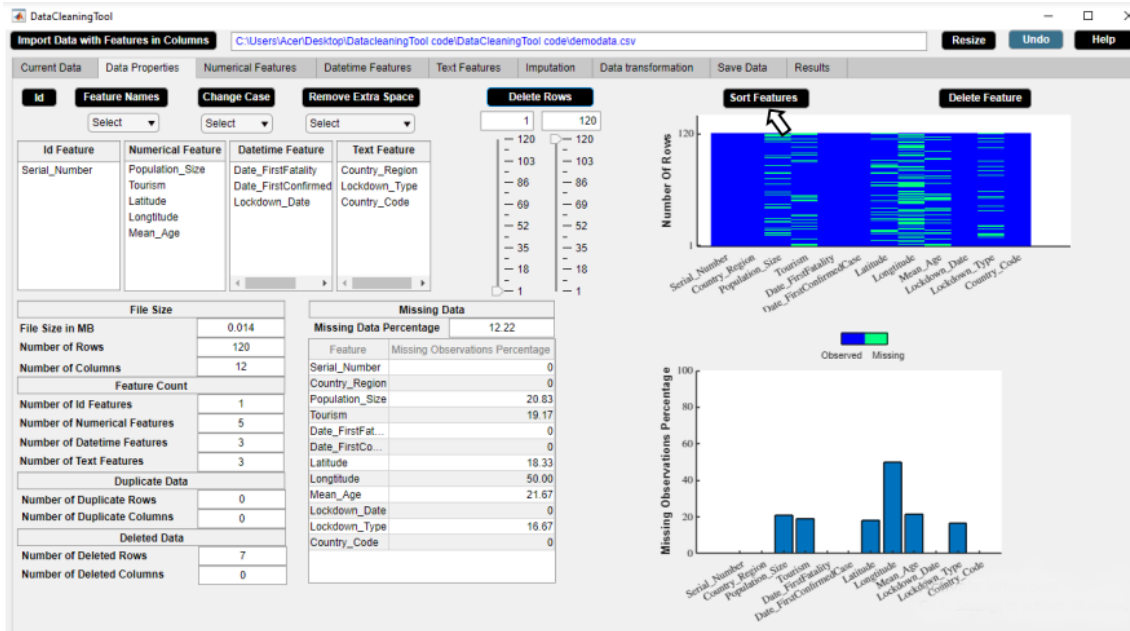 DataCleaningTool
Import Data with Features in Columns C:\Users\Acer\Desktop\DatacleaningTool code\DataCleaningTool code\demodata.csv Resize Undo Help
Current Data Data Properties Numerical Features Datetime Features Text Features Imputation Data transformation Save Data Results
Id Feature Names Change Case Remove Extra Space Delete Rows Sort Features Delete Feature
Select Select Select 1 120
Id Feature Numerical Feature Datetime Feature Text Feature
Serial_Number Population_Size Date_FirstFatality Country_Region
Tourism Date_FirstConfirmed Lockdown_Type
Latitude Lockdown_Date Country_Code
Longtitude
Mean_Age
120 120
103 103
86 86
69 69
52 52
35 35
18 18
1 1
Number Of Rows
120
1
Serial_Number Country_Region Population_Size Tourism Date_FirstFatality Date_FirstConfirmedCase Latitude Longtitude Mean_Age Lockdown_Date Lockdown_Type Country_Code
Observed Missing
File Size
File Size in MB 0.014
Number of Rows 120
Number of Columns 12
Feature Count
Number of Id Features 1
Number of Numerical Features 5
Number of Datetime Features 3
Number of Text Features 3
Duplicate Data
Number of Duplicate Rows 0
Number of Duplicate Columns 0
Deleted Data
Number of Deleted Rows 7
Number of Deleted Columns 0
Missing Data
Missing Data Percentage 12.22
Feature Missing Observations Percentage
Serial_Number 0
Country_Region 0
Population_Size 20.83
Tourism 19.17
Date_FirstFat... 0
Date_FirstCo... 0
Latitude 18.33
Longtitude 50.00
Mean_Age 21.67
Lockdown_Date 0
Lockdown_Type 16.67
Country_Code 0
Missing Observations Percentage
100
80
60
40
20
0
Serial_Number Country_Region Population_Size Tourism Date_FirstFatality Date_FirstConfirmedCase Latitude Longtitude Mean_Age Lockdown_Date Lockdown_Type Country_Code